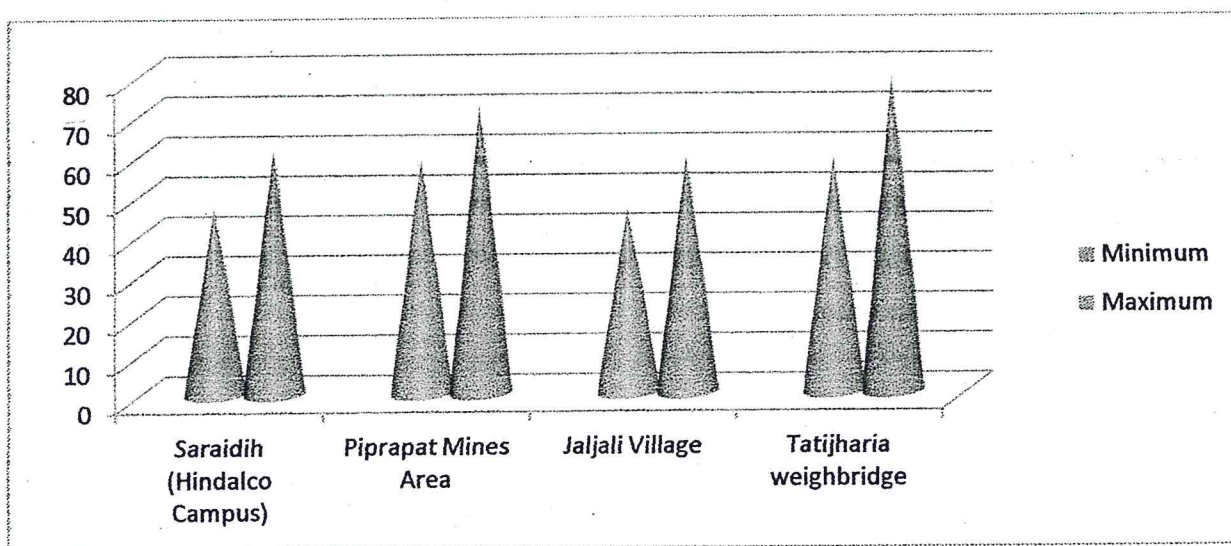 80
70
60
50
40
30
20
10
0
Saraidih
(Hindalco
Campus)
Piprapat Mines
Area
Jaljali Village
Tatijharia
weighbridge
Minimum
Maximum